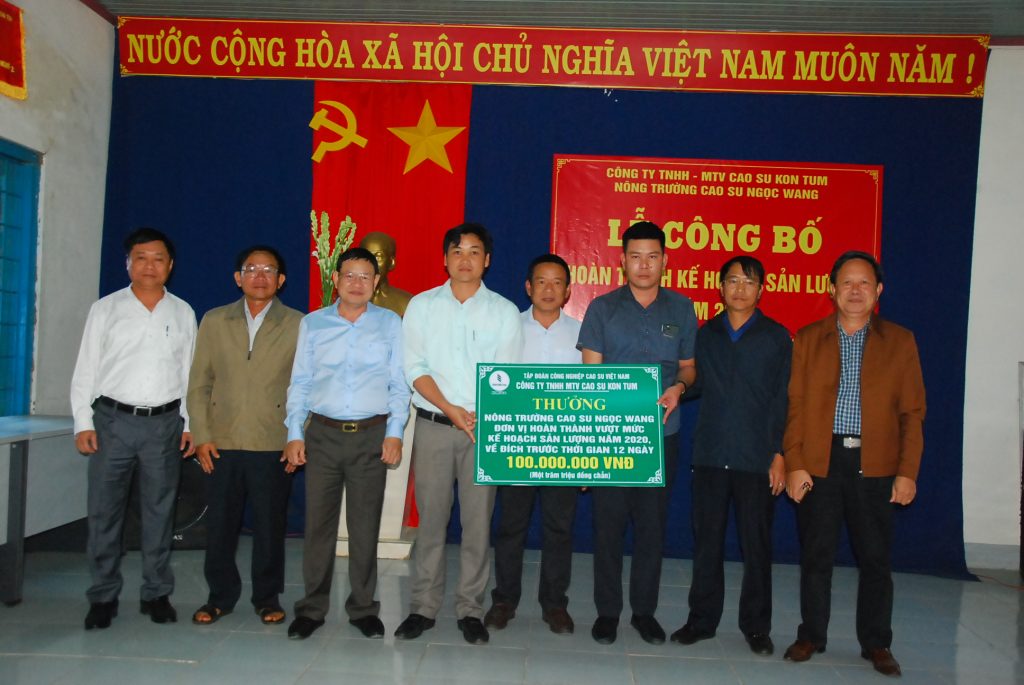 NƯỚC CỘNG HÒA XÃ HỘI CHỦ NGHĨA VIỆT NAM MUÔN NĂM !
CÔNG TY TNHH - MTV CAO SU KON TUM
NÔNG TRƯỜNG CAO SU NGỌC WANG
LỄ CÔNG BỐ
KẾ SẢN
TẬP ĐOÀN CÔNG NGHIỆP CAO SU VIỆT NAM
CÔNG TY TNHH MTV CAO SU KON TUM
THƯỞNG
NÔNG TRƯỜNG CAO SU NGỌC WANG
ĐƠN VỊ HOÀN THÀNH VƯỢT MỨC
KẾ HOẠCH SẢN LƯỢNG NĂM 2020,
VỀ ĐÍCH TRƯỚC THỜI GIAN 12 NGÀY
100.000.000 VNĐ
(Một trăm triệu đồng chẵn)